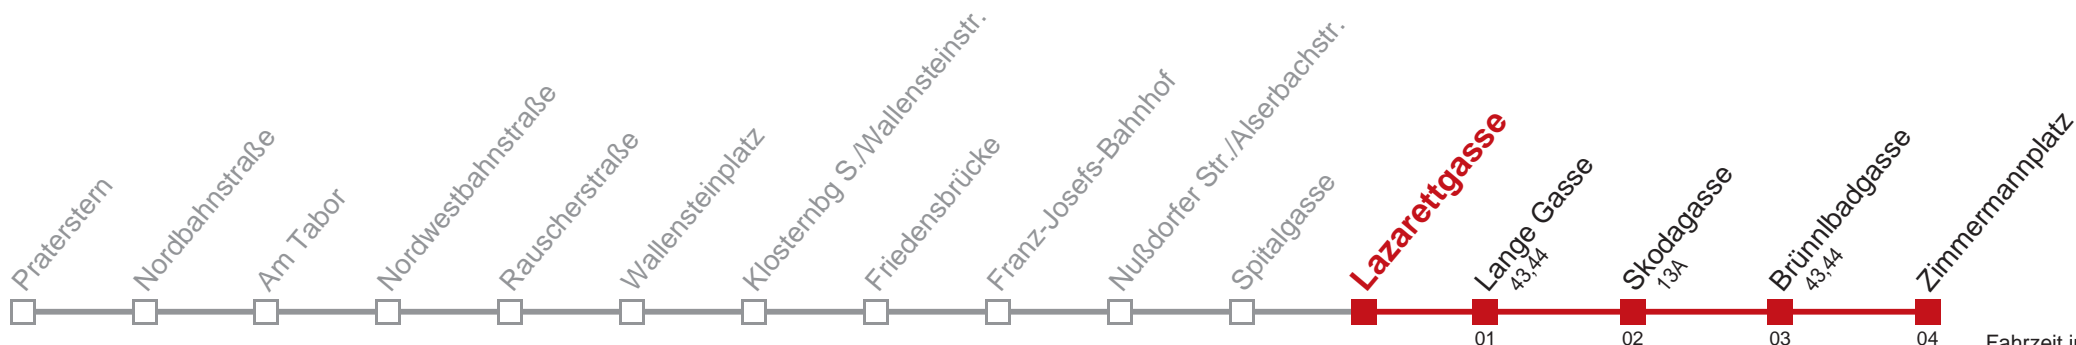 Praterstern
Nordbahnstraße
Am Tabor
Nordwestbahnstraße
Rauscherstraße
Wallensteinplatz
Klosternbg S./Wallensteinstr.
Friedensbrücke
Franz-Josefs-Bahnhof
Nußdorfer Str./Alserbachstr.
Spitalgasse
Lazarettgasse
Lange Gasse
43,44
Skodagasse
13A
Brünnlbadgasse
43,44
Zimmermannplatz
01
02
03
04
Fahrzeit